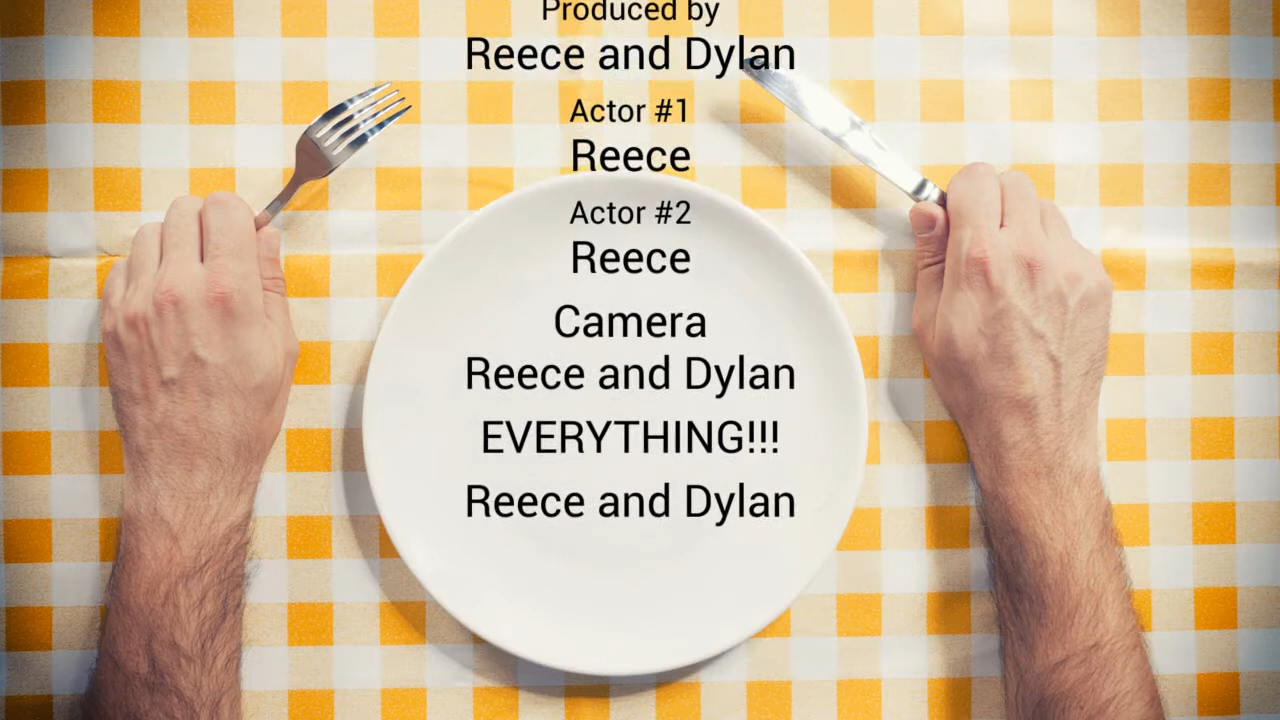 Produced by
Reece and Dylan
Actor #1
Reece
Actor #2
Reece
Camera
Reece and Dylan
EVERYTHING!!!
Reece and Dylan